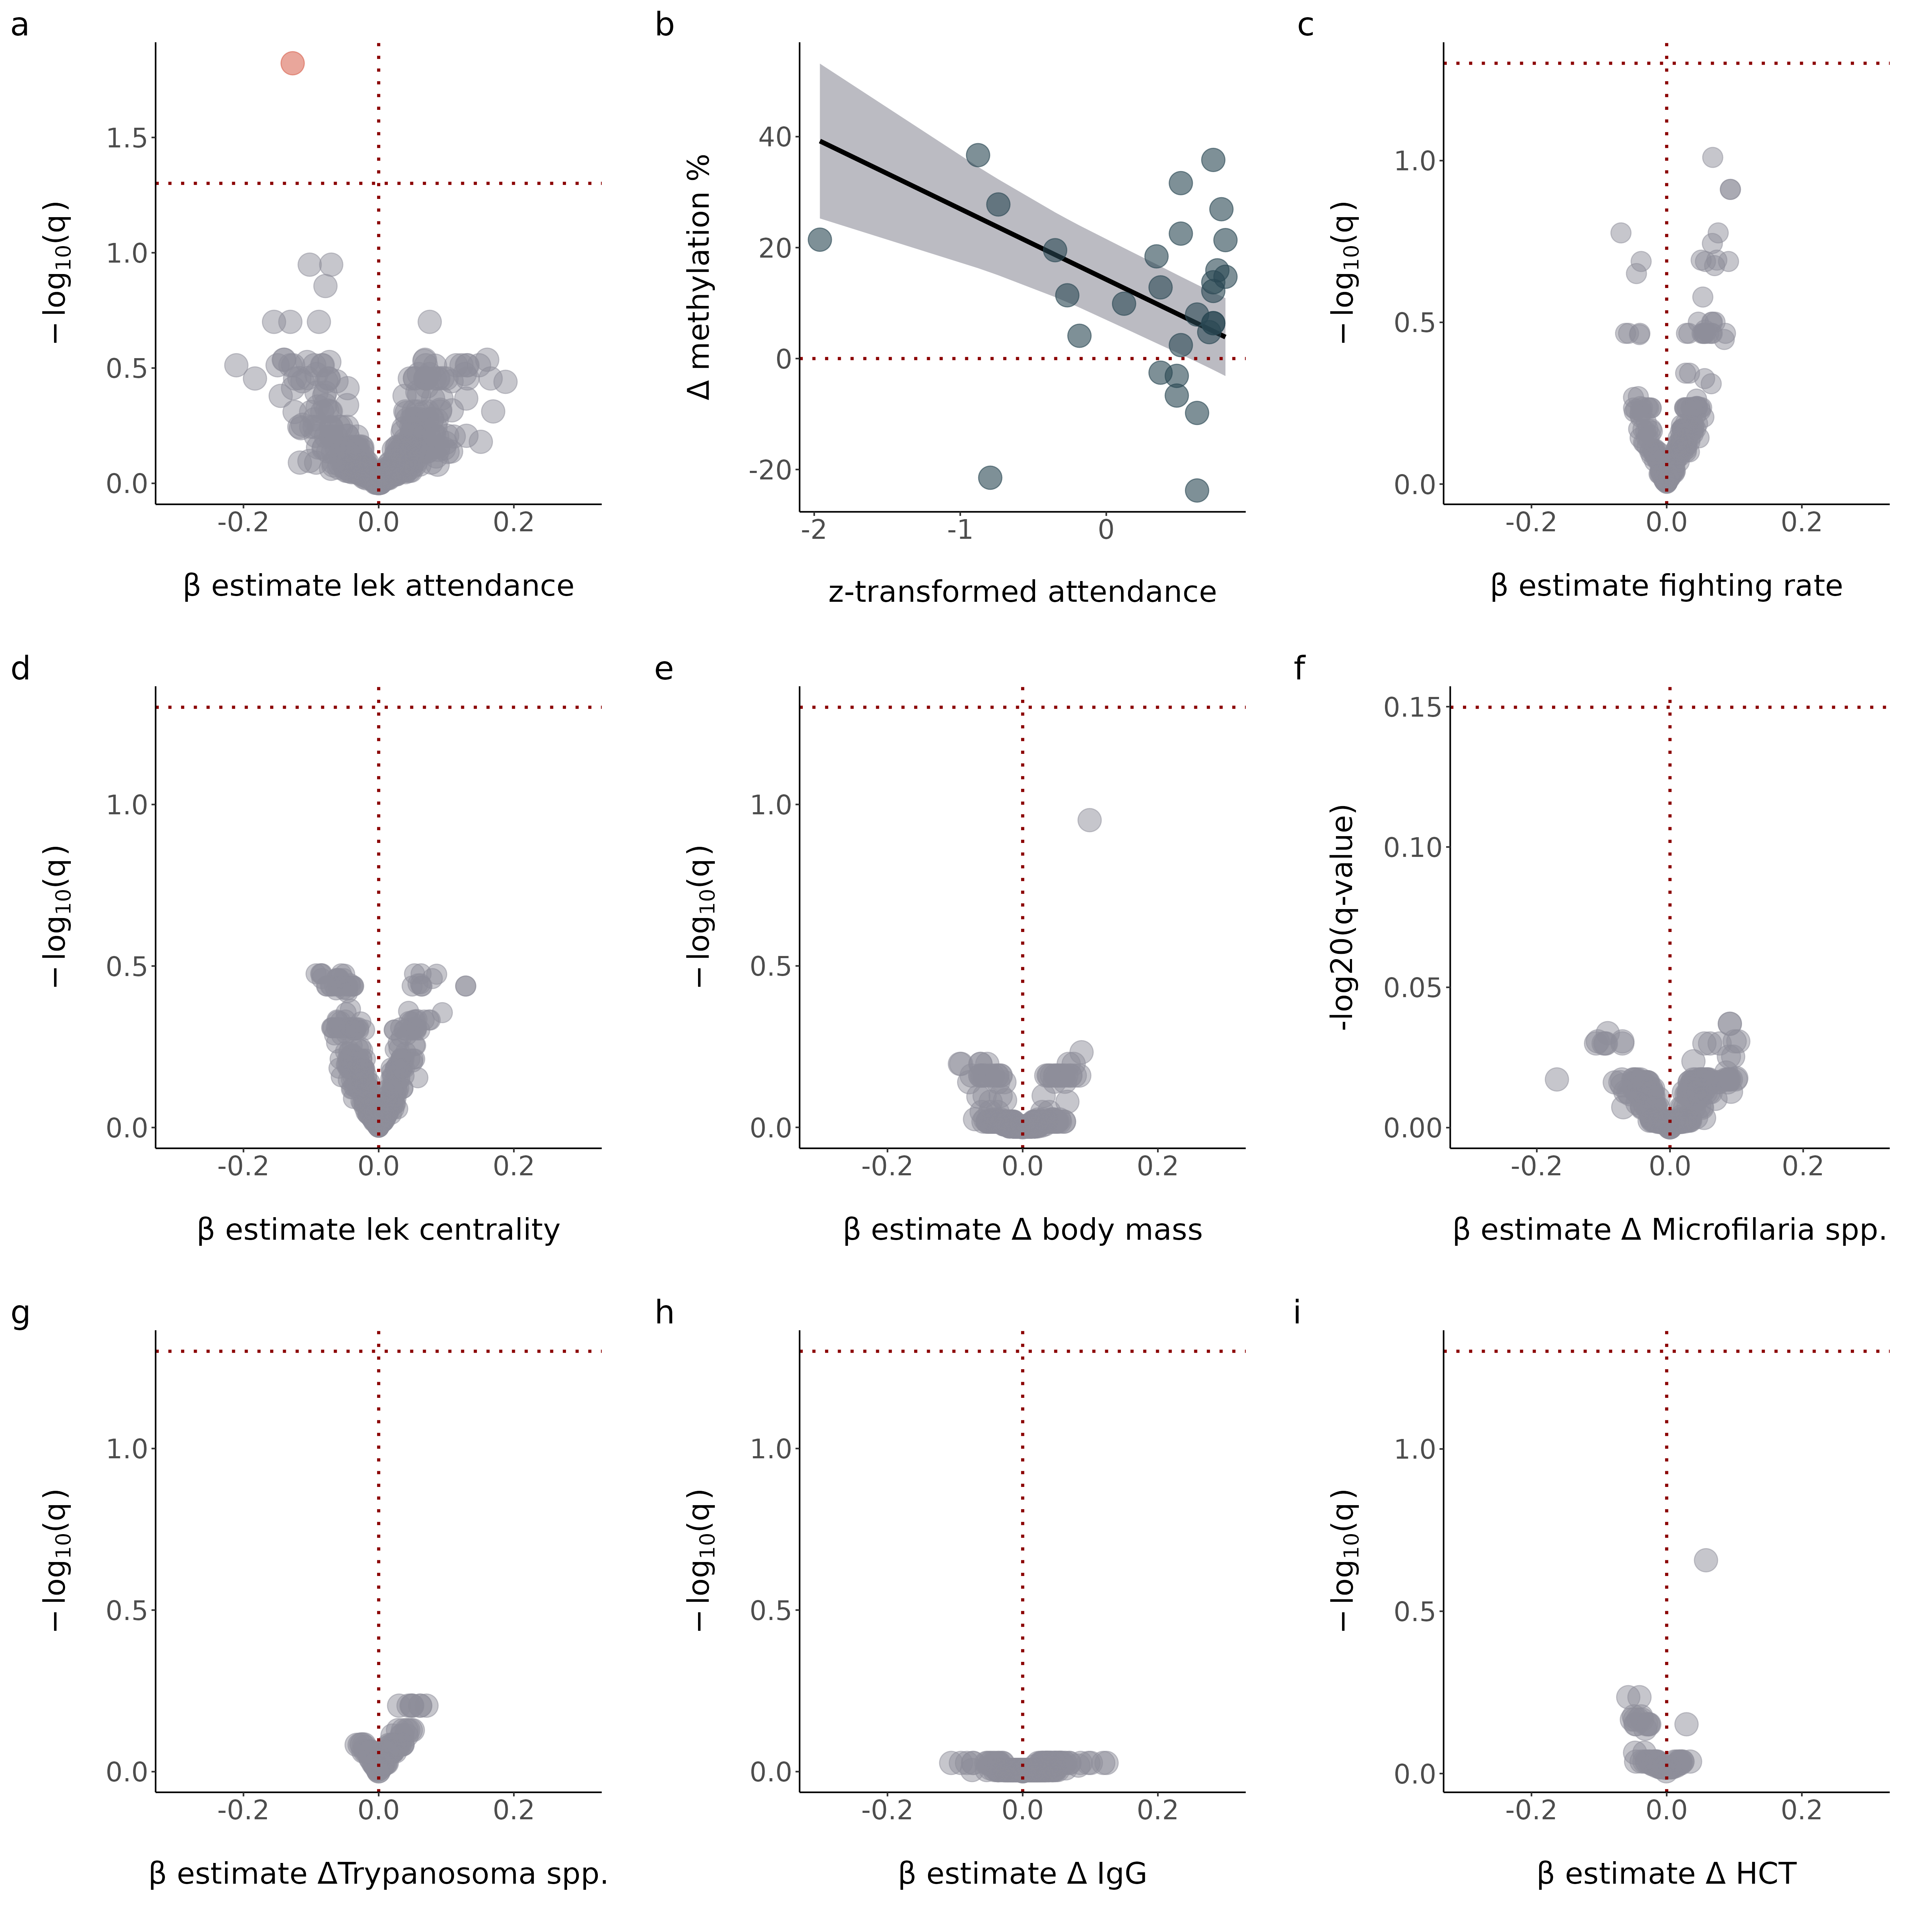 a
− log10(q)
1.5
1.0
0.5
0.0
-0.2 0.0 0.2
β estimate lek attendance
b
Δ methylation %
40
20
0
-20
-2 -1 0
z-transformed attendance
c
− log10(q)
1.0
0.5
0.0
-0.2 0.0 0.2
β estimate fighting rate
d
− log10(q)
1.0
0.5
0.0
-0.2 0.0 0.2
β estimate lek centrality
e
− log10(q)
1.0
0.5
0.0
-0.2 0.0 0.2
β estimate Δ body mass
f
-log20(q-value)
0.15
0.10
0.05
0.00
-0.2 0.0 0.2
β estimate Δ Microfilaria spp.
g
− log10(q)
1.0
0.5
0.0
-0.2 0.0 0.2
β estimate ΔTrypanosoma spp.
h
− log10(q)
1.0
0.5
0.0
-0.2 0.0 0.2
β estimate Δ IgG
i
− log10(q)
1.0
0.5
0.0
-0.2 0.0 0.2
β estimate Δ HCT